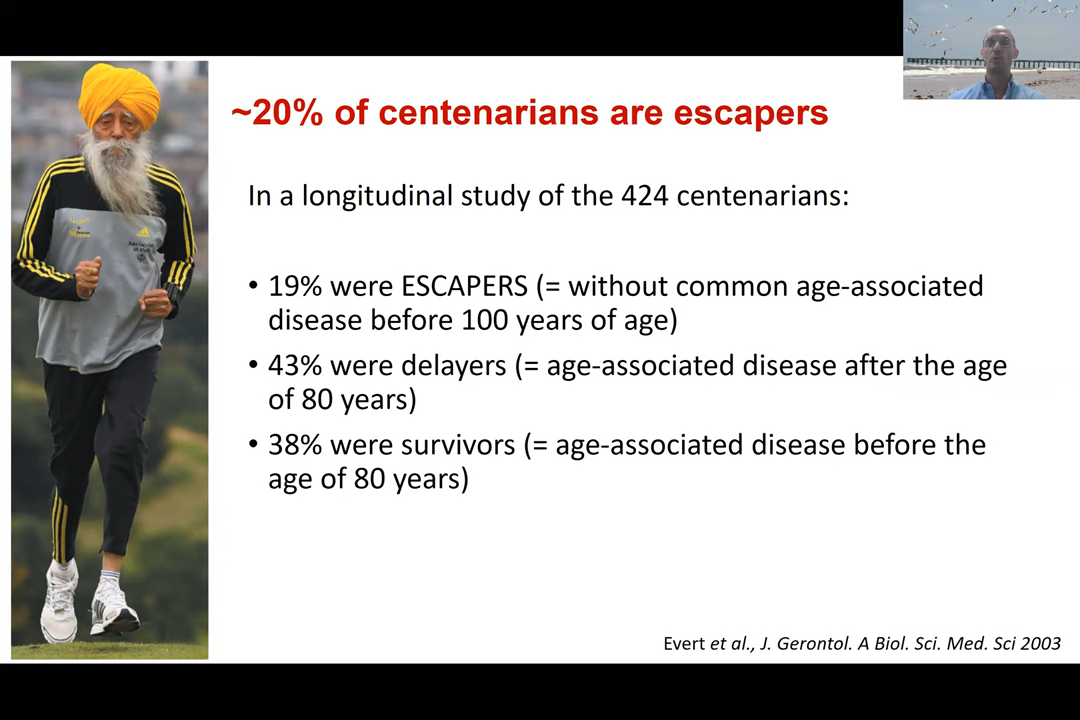 ~20% of centenarians are escapers
In a longitudinal study of the 424 centenarians:
• 19% were ESCAPERS (= without common age-associated
disease before 100 years of age)
• 43% were delayers (= age-associated disease after the age
of 80 years)
• 38% were survivors (= age-associated disease before the
age of 80 years)
Evert et al., J. Gerontol. A Biol. Sci. Med. Sci 2003